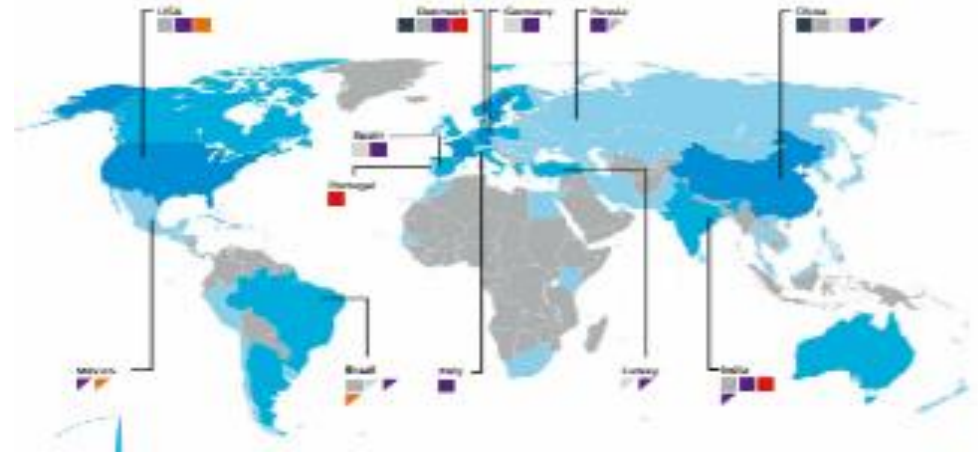 USA
Denmark
Germany
Russia
China
Spain
Portugal
Mexico
Brazil
Italy
Turkey
India